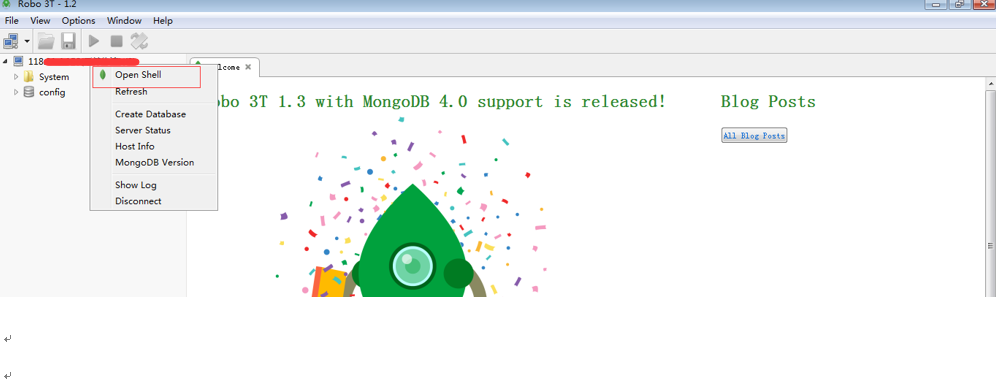 Robo 3T - 1.2
File View Options Window Help
118
System
config
Open Shell
Refresh
Create Database
Server Status
Host Info
MongoDB Version
Show Log
Disconnect
Robo 3T 1.3 with MongoDB 4.0 support is released!
Blog Posts
All Blog Posts